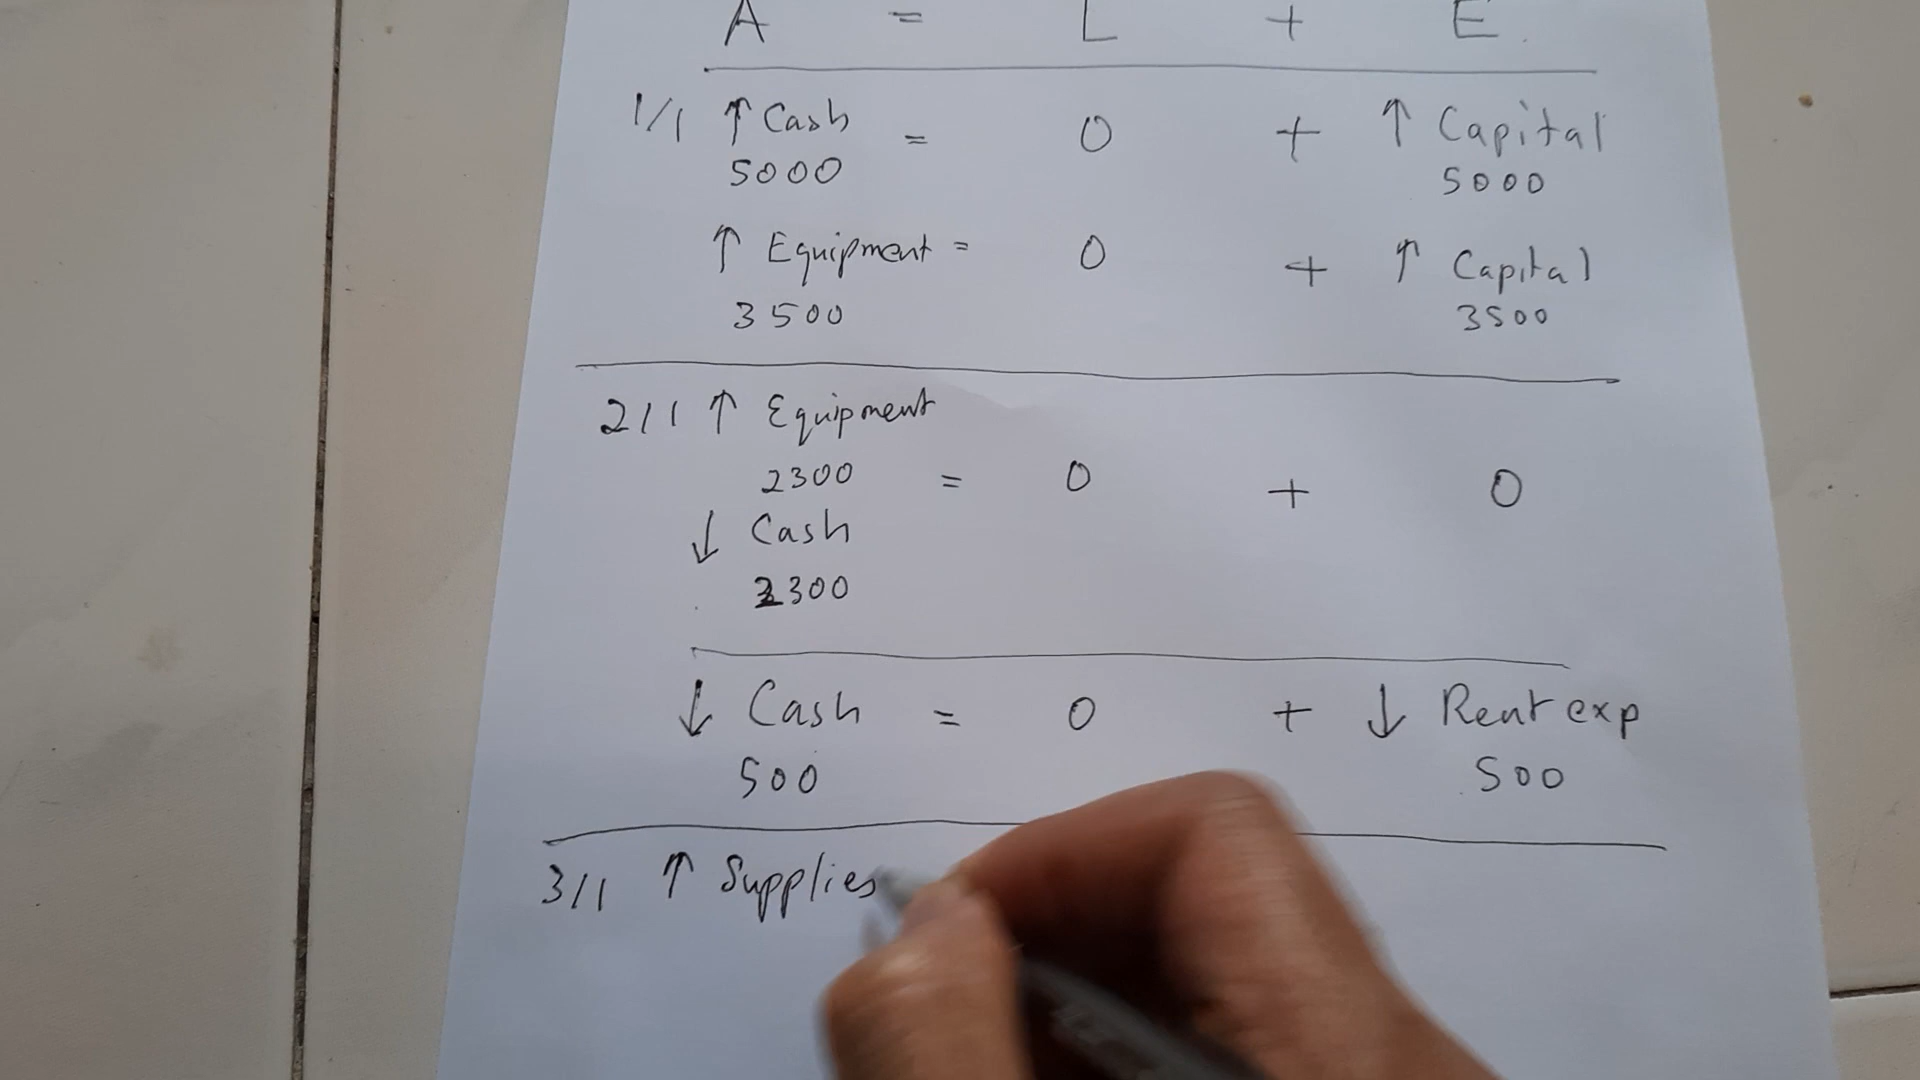 A = L + E
1/1 ↑ Cash = 0 + ↑ Capital
5000 5000
↑ Equipment = 0 + ↑ Capital
3500 3500
2/1 ↑ Equipment
2300 = 0 + 0
↓ Cash
2300
↓ Cash = 0 + ↓ Rent exp
500 500
3/1 ↑ Supplies